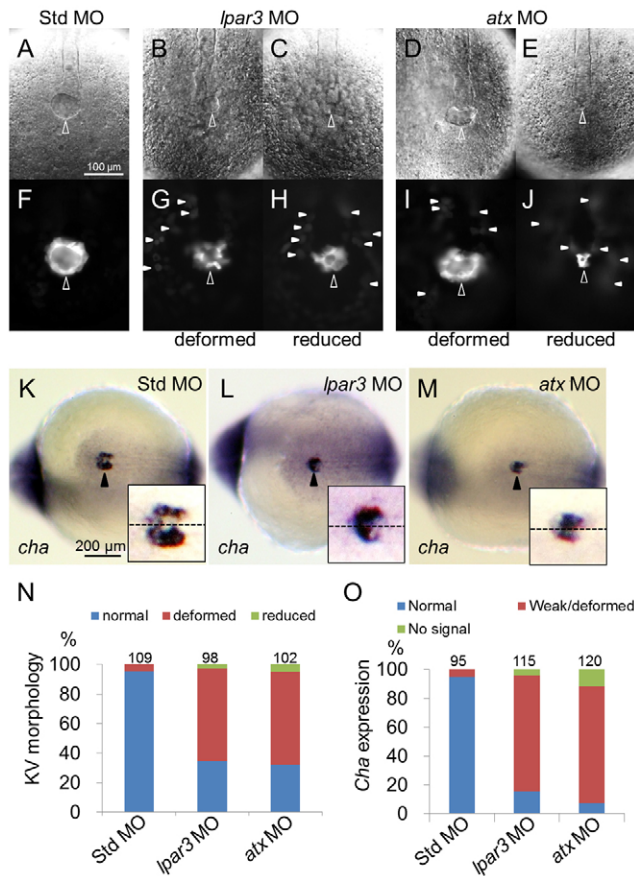 Std MO lpar3 MO atx MO
A B C D E
100 µm
F G H I J
deformed reduced deformed reduced
K Std MO L lpar3 MO M atx MO
cha cha cha
200 µm
N O
normal deformed reduced
Normal Weak/deformed
No signal
%
109 98 102
100
80
60
40
20
0
KV morphology
Std MO lpar3 MO atx MO
%
95 115 120
100
80
60
40
20
0
Cha expression
Std MO lpar3 MO atx MO